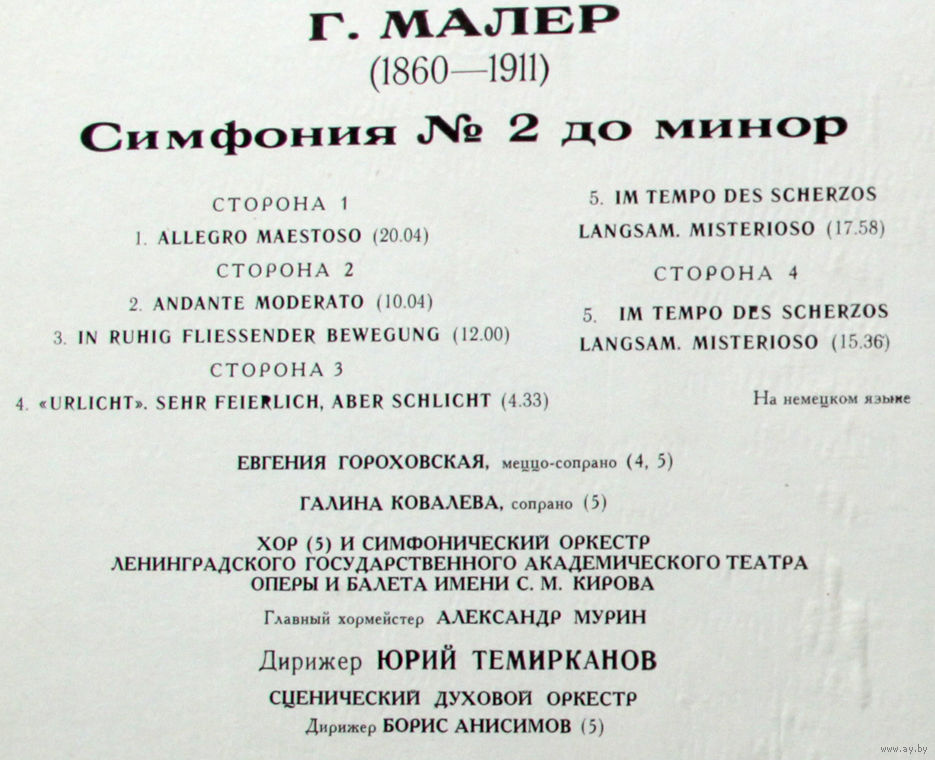 Г. МАЛЕР
(1860—1911)
Симфония № 2 до минор
СТОРОНА 1
1. ALLEGRO MAESTOSO (20.04)
СТОРОНА 2
2. ANDANTE MODERATO (10.04)
3. IN RUHIG FLIESSENDER BEWEGUNG (12.00)
СТОРОНА 3
4. «URLICHT». SEHR FEIERLICH, ABER SCHLICHT (4.33)
5. IM TEMPO DES SCHERZOS
LANGSAM. MISTERIOSO (17.58)
СТОРОНА 4
5. IM TEMPO DES SCHERZOS
LANGSAM. MISTERIOSO (15.36)
На немецком языке
ЕВГЕНИЯ ГОРОХОВСКАЯ, меццо-сопрано (4, 5)
ГАЛИНА КОВАЛЕВА, сопрано (5)
ХОР (5) И СИМФОНИЧЕСКИЙ ОРКЕСТР
ЛЕНИНГРАДСКОГО ГОСУДАРСТВЕННОГО АКАДЕМИЧЕСКОГО ТЕАТРА
ОПЕРЫ И БАЛЕТА ИМЕНИ С. М. КИРОВА
Главный хормейстер АЛЕКСАНДР МУРИН
Дирижер ЮРИЙ ТЕМИРКАНОВ
СЦЕНИЧЕСКИЙ ДУХОВОЙ ОРКЕСТР
Дирижер БОРИС АНИСИМОВ (5)
www.ay.by